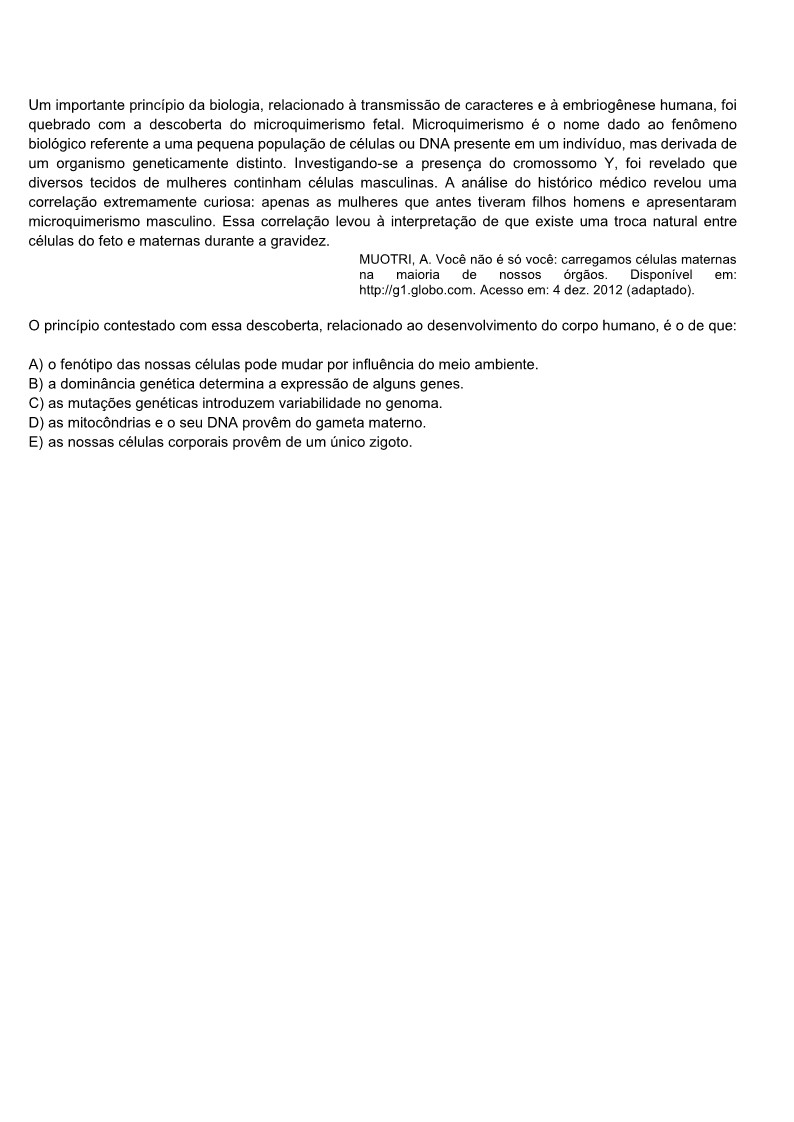 Um importante princípio da biologia, relacionado à transmissão de caracteres e à embriogênese humana, foi
quebrado com a descoberta do microquimerismo fetal. Microquimerismo é o nome dado ao fenômeno
biológico referente a uma pequena população de células ou DNA presente em um indivíduo, mas derivada de
um organismo geneticamente distinto. Investigando-se a presença do cromossomo Y, foi revelado que
diversos tecidos de mulheres continham células masculinas. A análise do histórico médico revelou uma
correlação extremamente curiosa: apenas as mulheres que antes tiveram filhos homens e apresentaram
microquimerismo masculino. Essa correlação levou à interpretação de que existe uma troca natural entre
células do feto e maternas durante a gravidez.
MUOTRI, A. Você não é só você: carregamos células maternas
na maioria de nossos órgãos. Disponível em:
http://g1.globo.com. Acesso em: 4 dez. 2012 (adaptado).
O princípio contestado com essa descoberta, relacionado ao desenvolvimento do corpo humano, é o de que:
A) o fenótipo das nossas células pode mudar por influência do meio ambiente.
B) a dominância genética determina a expressão de alguns genes.
C) as mutações genéticas introduzem variabilidade no genoma.
D) as mitocôndrias e o seu DNA provêm do gameta materno.
E) as nossas células corporais provêm de um único zigoto.